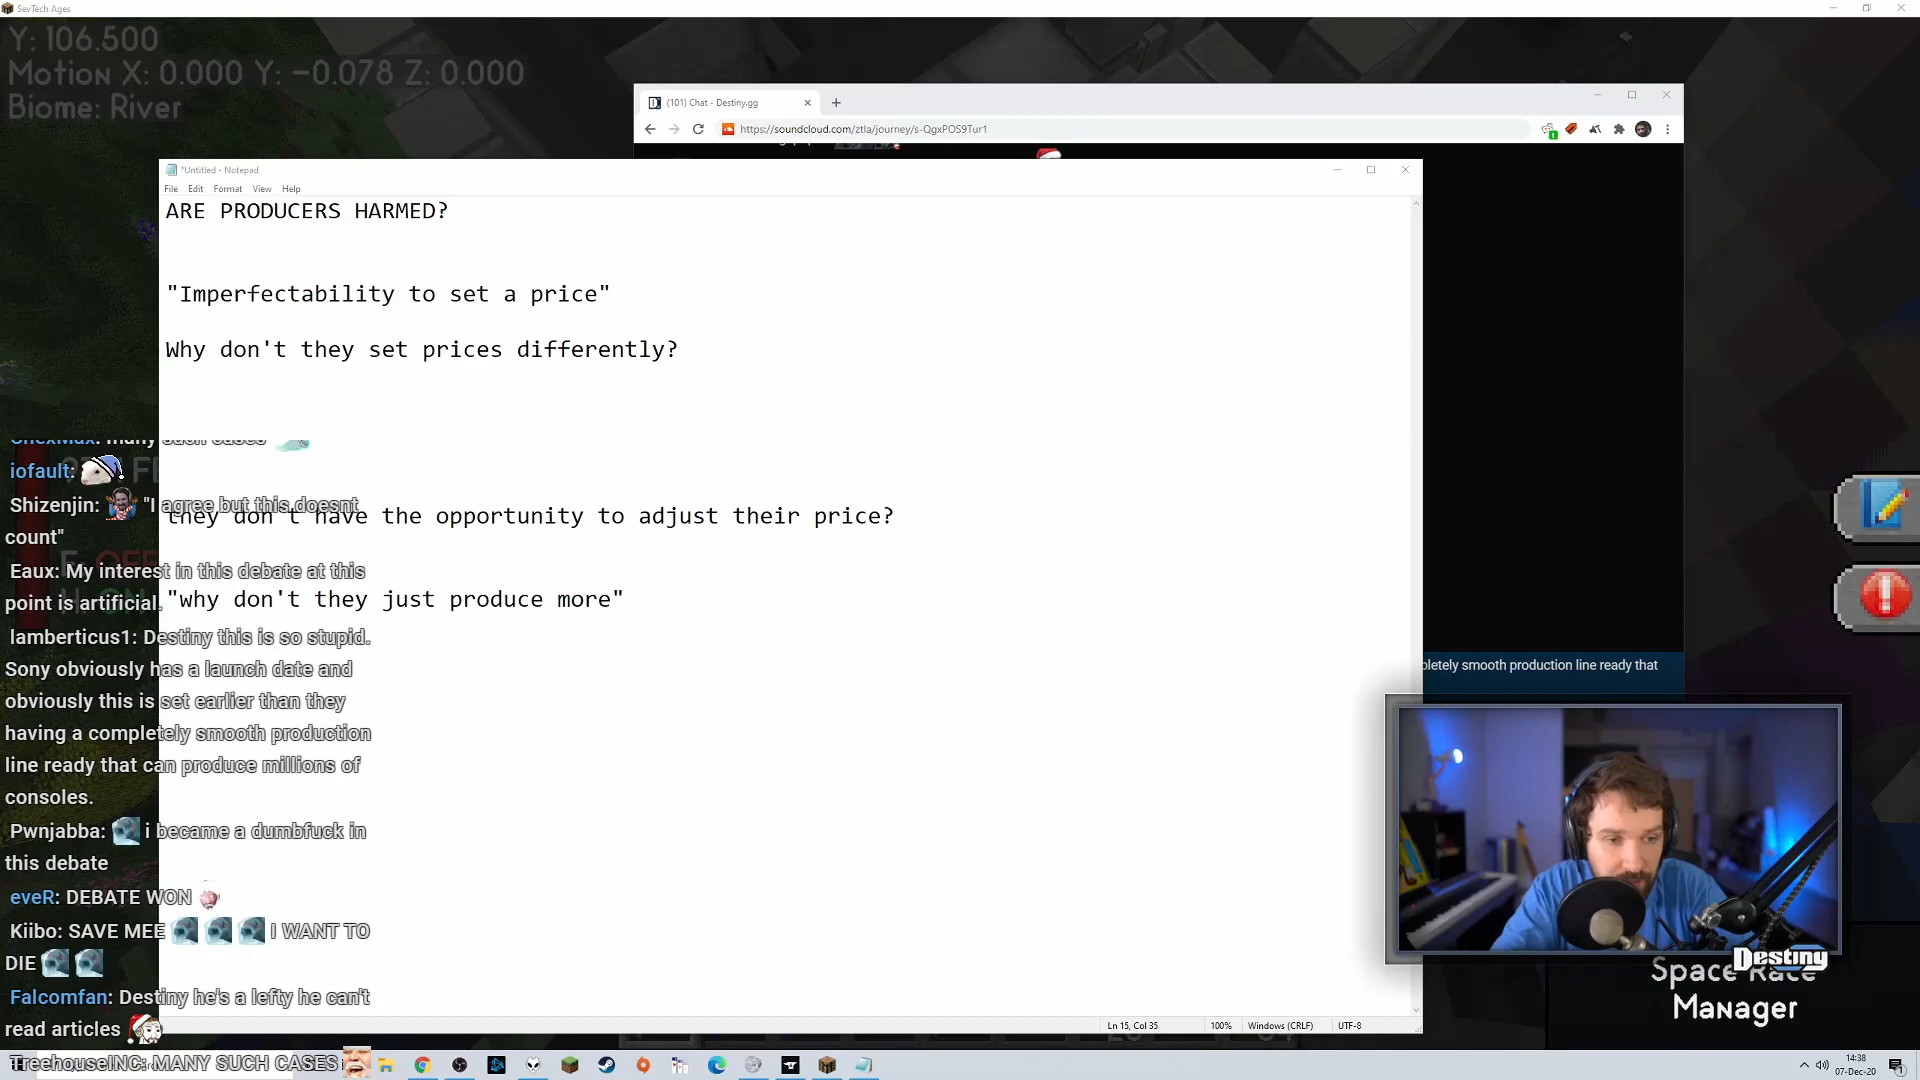 SevTech Ages
Y: 106.500
Motion X: 0.000 Y: -0.078 Z: 0.000
Biome: River
(101) Chat - Destiny.gg
https://soundcloud.com/ztla/journey/s-QgxPOS9Tur1
*Untitled - Notepad
File Edit Format View Help
ARE PRODUCERS HARMED?
"Imperfectability to set a price"
Why don't they set prices differently?
they don't have the opportunity to adjust their price?
"why don't they just produce more"
iofault:
Shizenjin: "I agree but this doesnt
count"
Eaux: My interest in this debate at this
point is artificial.
lamberticus1: Destiny this is so stupid.
Sony obviously has a launch date and
obviously this is set earlier than they
having a completely smooth production
line ready that can produce millions of
consoles.
Pwnjabba: i became a dumbfuck in
this debate
eveR: DEBATE WON
Kiibo: SAVE MEE I WANT TO
DIE
Falcomfan: Destiny he's a lefty he can't
read articles
TreehouseINC: MANY SUCH CASES
pletely smooth production line ready that
Destiny
Space Race
Manager
Ln 15, Col 35 100% Windows (CRLF) UTF-8
14:38
07-Dec-20